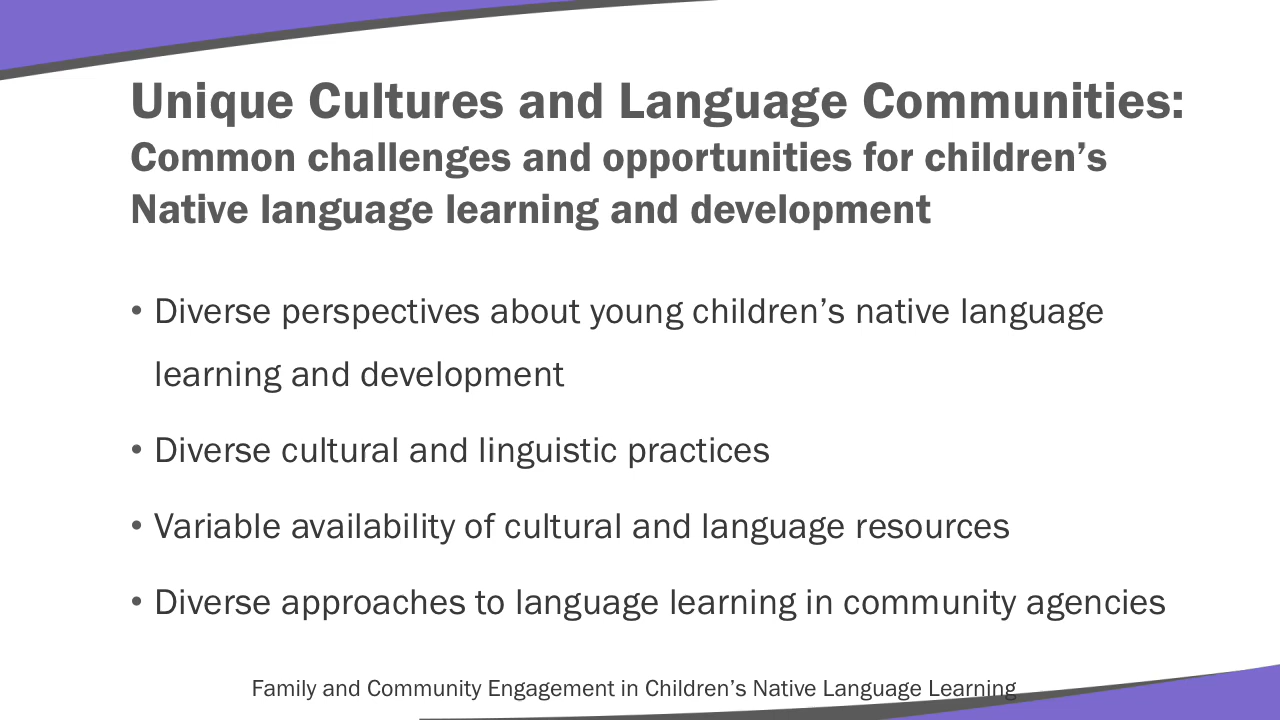 Unique Cultures and Language Communities:
Common challenges and opportunities for children’s
Native language learning and development
• Diverse perspectives about young children’s native language
learning and development
• Diverse cultural and linguistic practices
• Variable availability of cultural and language resources
• Diverse approaches to language learning in community agencies
Family and Community Engagement in Children’s Native Language Learning